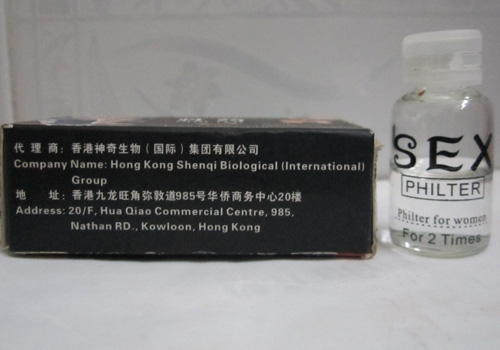 代理商：香港神奇生物（国际）集团有限公司
Company Name: Hong Kong Shenqi Biological (International)
Group
地 址：香港九龙旺角弥敦道985号华侨商务中心20楼
Address: 20/F, Hua Qiao Commercial Centre, 985,
Nathan RD., Kowloon, Hong Kong
SEX
PHILTER
Philter for women
For 2 Times